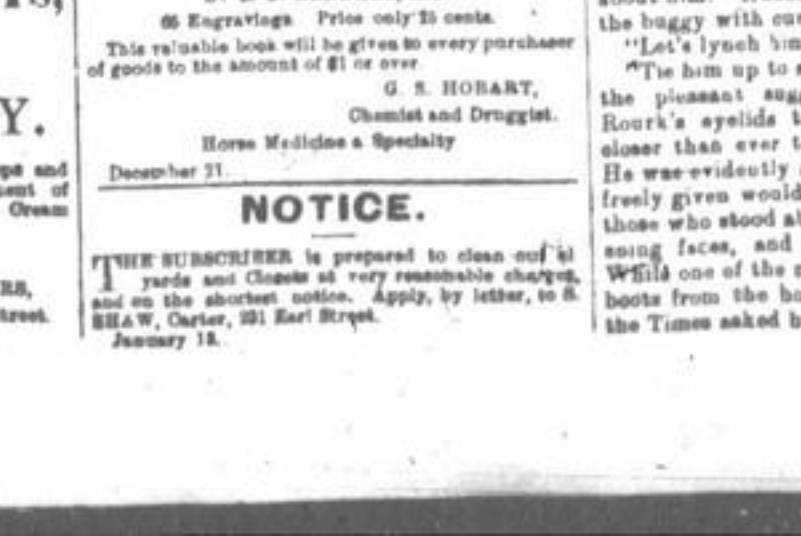 66 Engravings Price only 25 cents.
This valuable book will be given to every purchaser
of goods to the amount of $1 or over
G. S. HOBART,
Chemist and Druggist.
Horse Medicine a Specialty
December 21.
NOTICE.
THE SUBSCRIBER is prepared to clean out al
yards and Closets at very reasonable charges,
and on the shortest notice. Apply, by letter, to S.
SHAW, Carter, 231 Earl Street.
January 18.
Y.
and
ment of
Cream
RS,
treet.
the buggy with
"Let's lynch him
"Tie him up to
the pleasant
Rourk's eyelids
closer than ever
He was evidently
freely given would
those who stood
faces, and
While one of the
boots from the
the Times asked